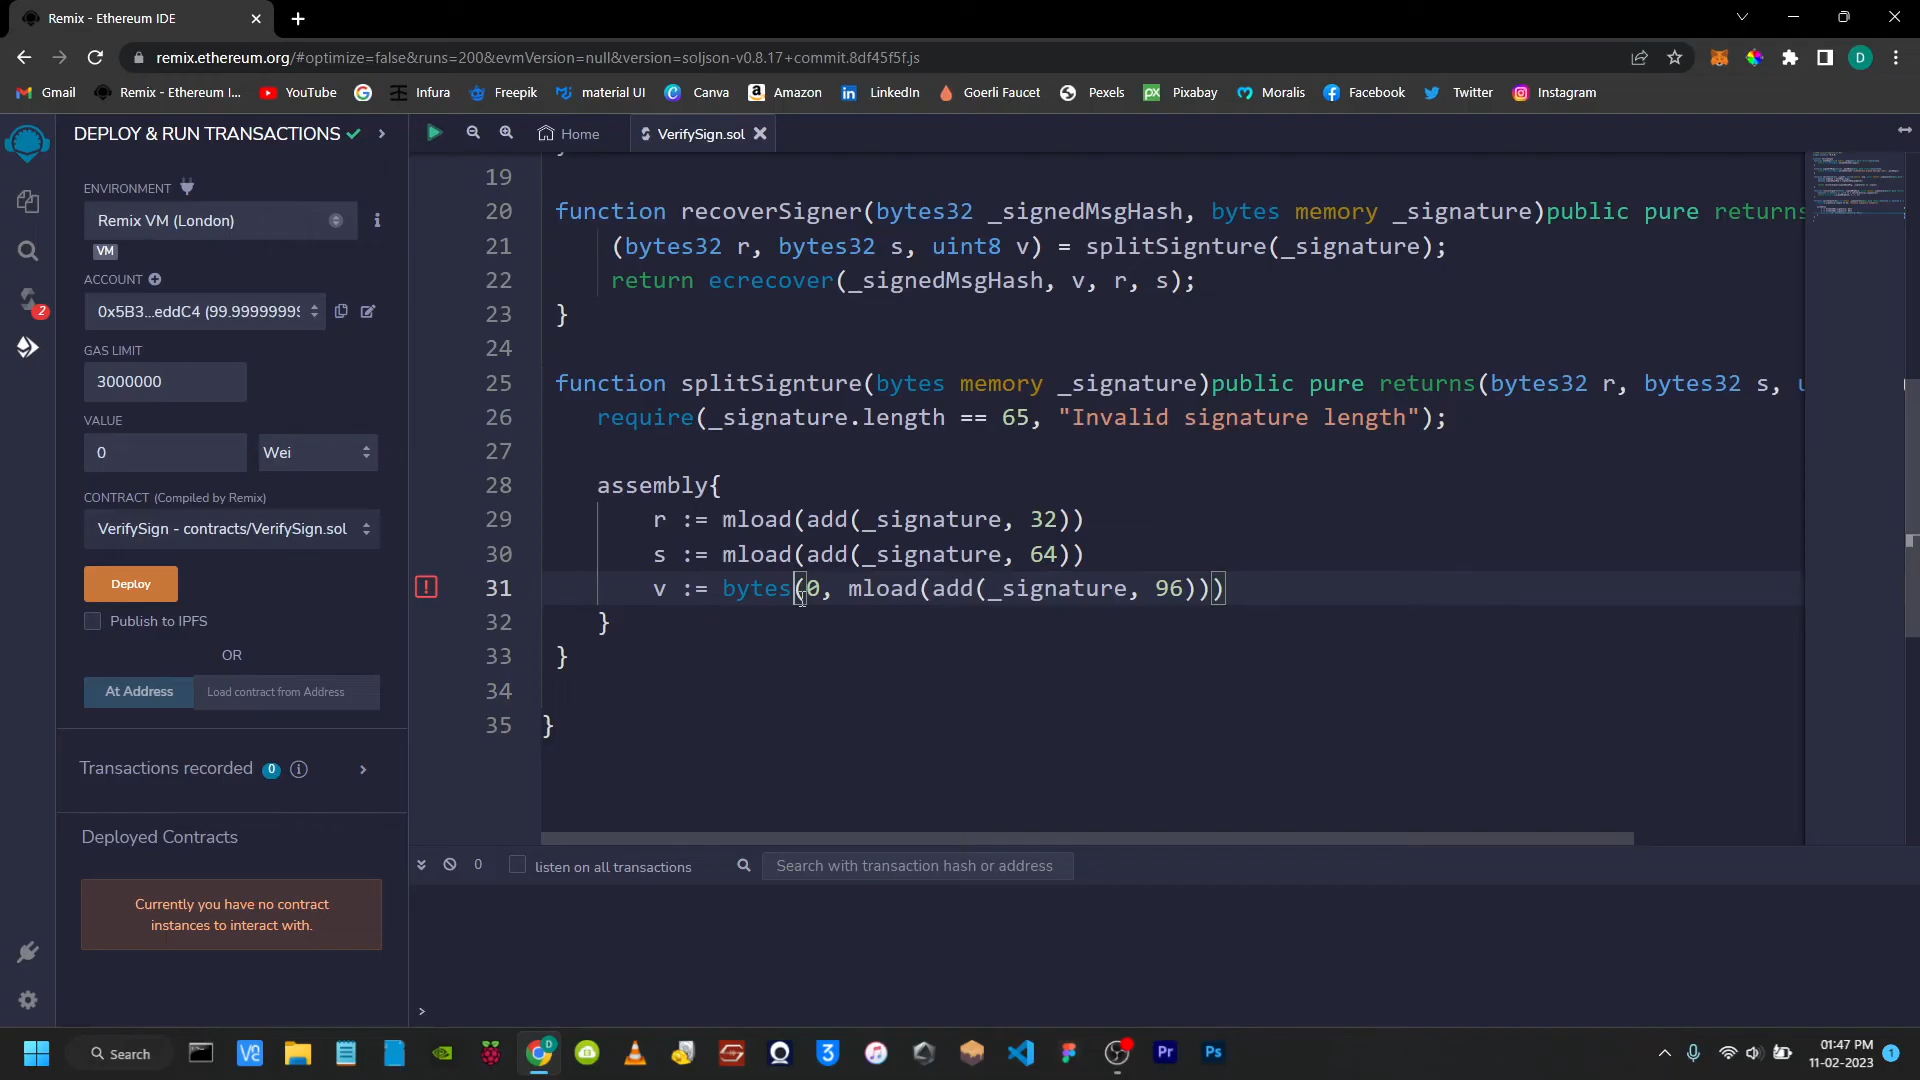 Remix - Ethereum IDE
remix.ethereum.org/#optimize=false&runs=200&evmVersion=null&version=soljson-v0.8.17+commit.8df45f5f.js
Gmail Remix - Ethereum I... YouTube Infura Freepik material UI Canva Amazon LinkedIn Goerli Faucet Pexels Pixabay Moralis Facebook Twitter Instagram
D
DEPLOY & RUN TRANSACTIONS
Home
VerifySign.sol
ENVIRONMENT
Remix VM (London)
VM
ACCOUNT
0x5B3...eddC4 (99.99999999
2
GAS LIMIT
3000000
VALUE
0
Wei
CONTRACT (Compiled by Remix)
VerifySign - contracts/VerifySign.sol
Deploy
Publish to IPFS
OR
At Address
Load contract from Address
Transactions recorded 0
Deployed Contracts
Currently you have no contract
instances to interact with.
19
20 function recoverSigner(bytes32 _signedMsgHash, bytes memory _signature)public pure returns
21 (bytes32 r, bytes32 s, uint8 v) = splitSignture(_signature);
22 return ecrecover(_signedMsgHash, v, r, s);
23 }
24
25 function splitSignture(bytes memory _signature)public pure returns(bytes32 r, bytes32 s, u
26 require(_signature.length == 65, "Invalid signature length");
27
28 assembly{
29 r := mload(add(_signature, 32))
30 s := mload(add(_signature, 64))
31 v := bytes(0, mload(add(_signature, 96)))
32 }
33 }
34
35 }
0
listen on all transactions
Search with transaction hash or address
>
Search
01:47 PM
11-02-2023
1